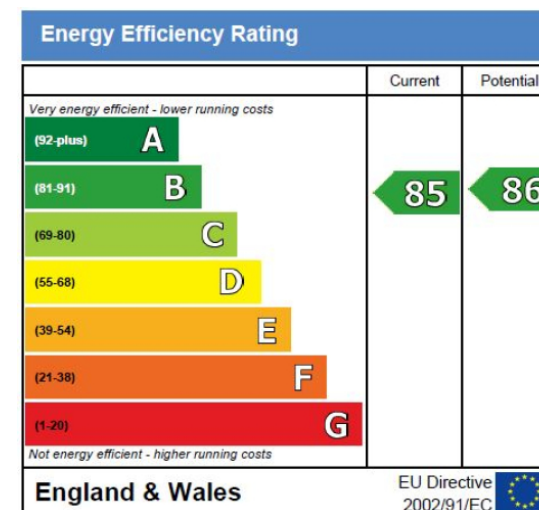 Energy Efficiency Rating
Current Potential
Very energy efficient - lower running costs
(92-plus) A
(81-91) B 85 86
(69-80) C
(55-68) D
(39-54) E
(21-38) F
(1-20) G
Not energy efficient - higher running costs
England & Wales
EU Directive
2002/91/EC